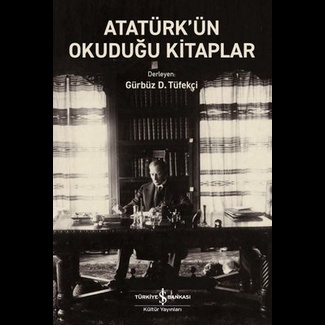 ATATÜRK'ÜN
OKUDUĞU KİTAPLAR
Derleyen:
Gürbüz D. Tüfekçi
TÜRKİYE İŞ BANKASI
Kültür Yayınları